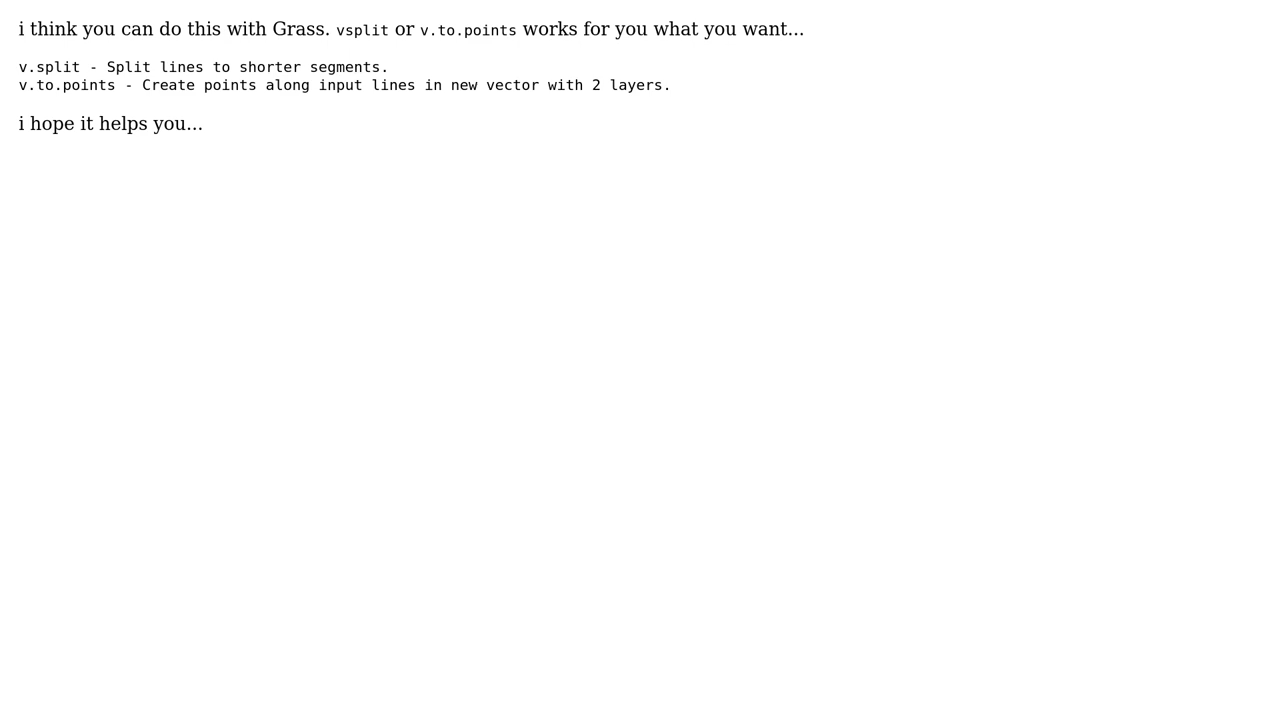 i think you can do this with Grass. vsplit or v.to.points works for you what you want...
v.split - Split lines to shorter segments.
v.to.points - Create points along input lines in new vector with 2 layers.
i hope it helps you...